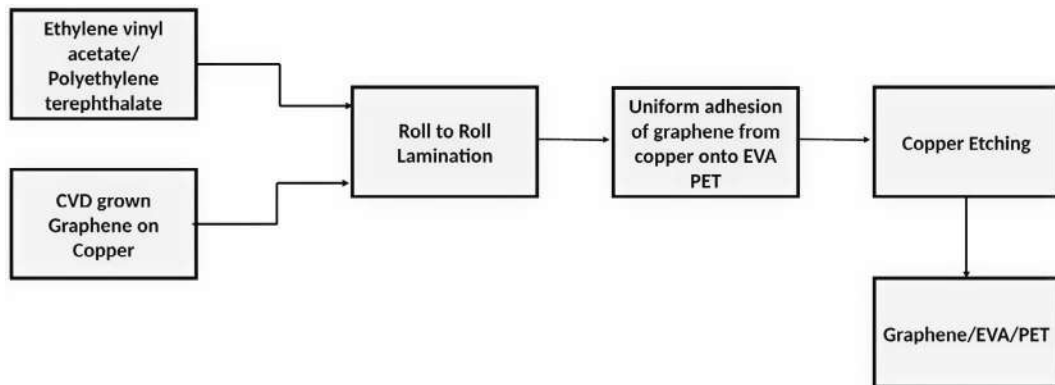 Ethylene vinyl
acetate/
Polyethylene
terephthalate
CVD grown
Graphene on
Copper
Roll to Roll
Lamination
Uniform adhesion
of graphene from
copper onto EVA
PET
Copper Etching
Graphene/EVA/PET